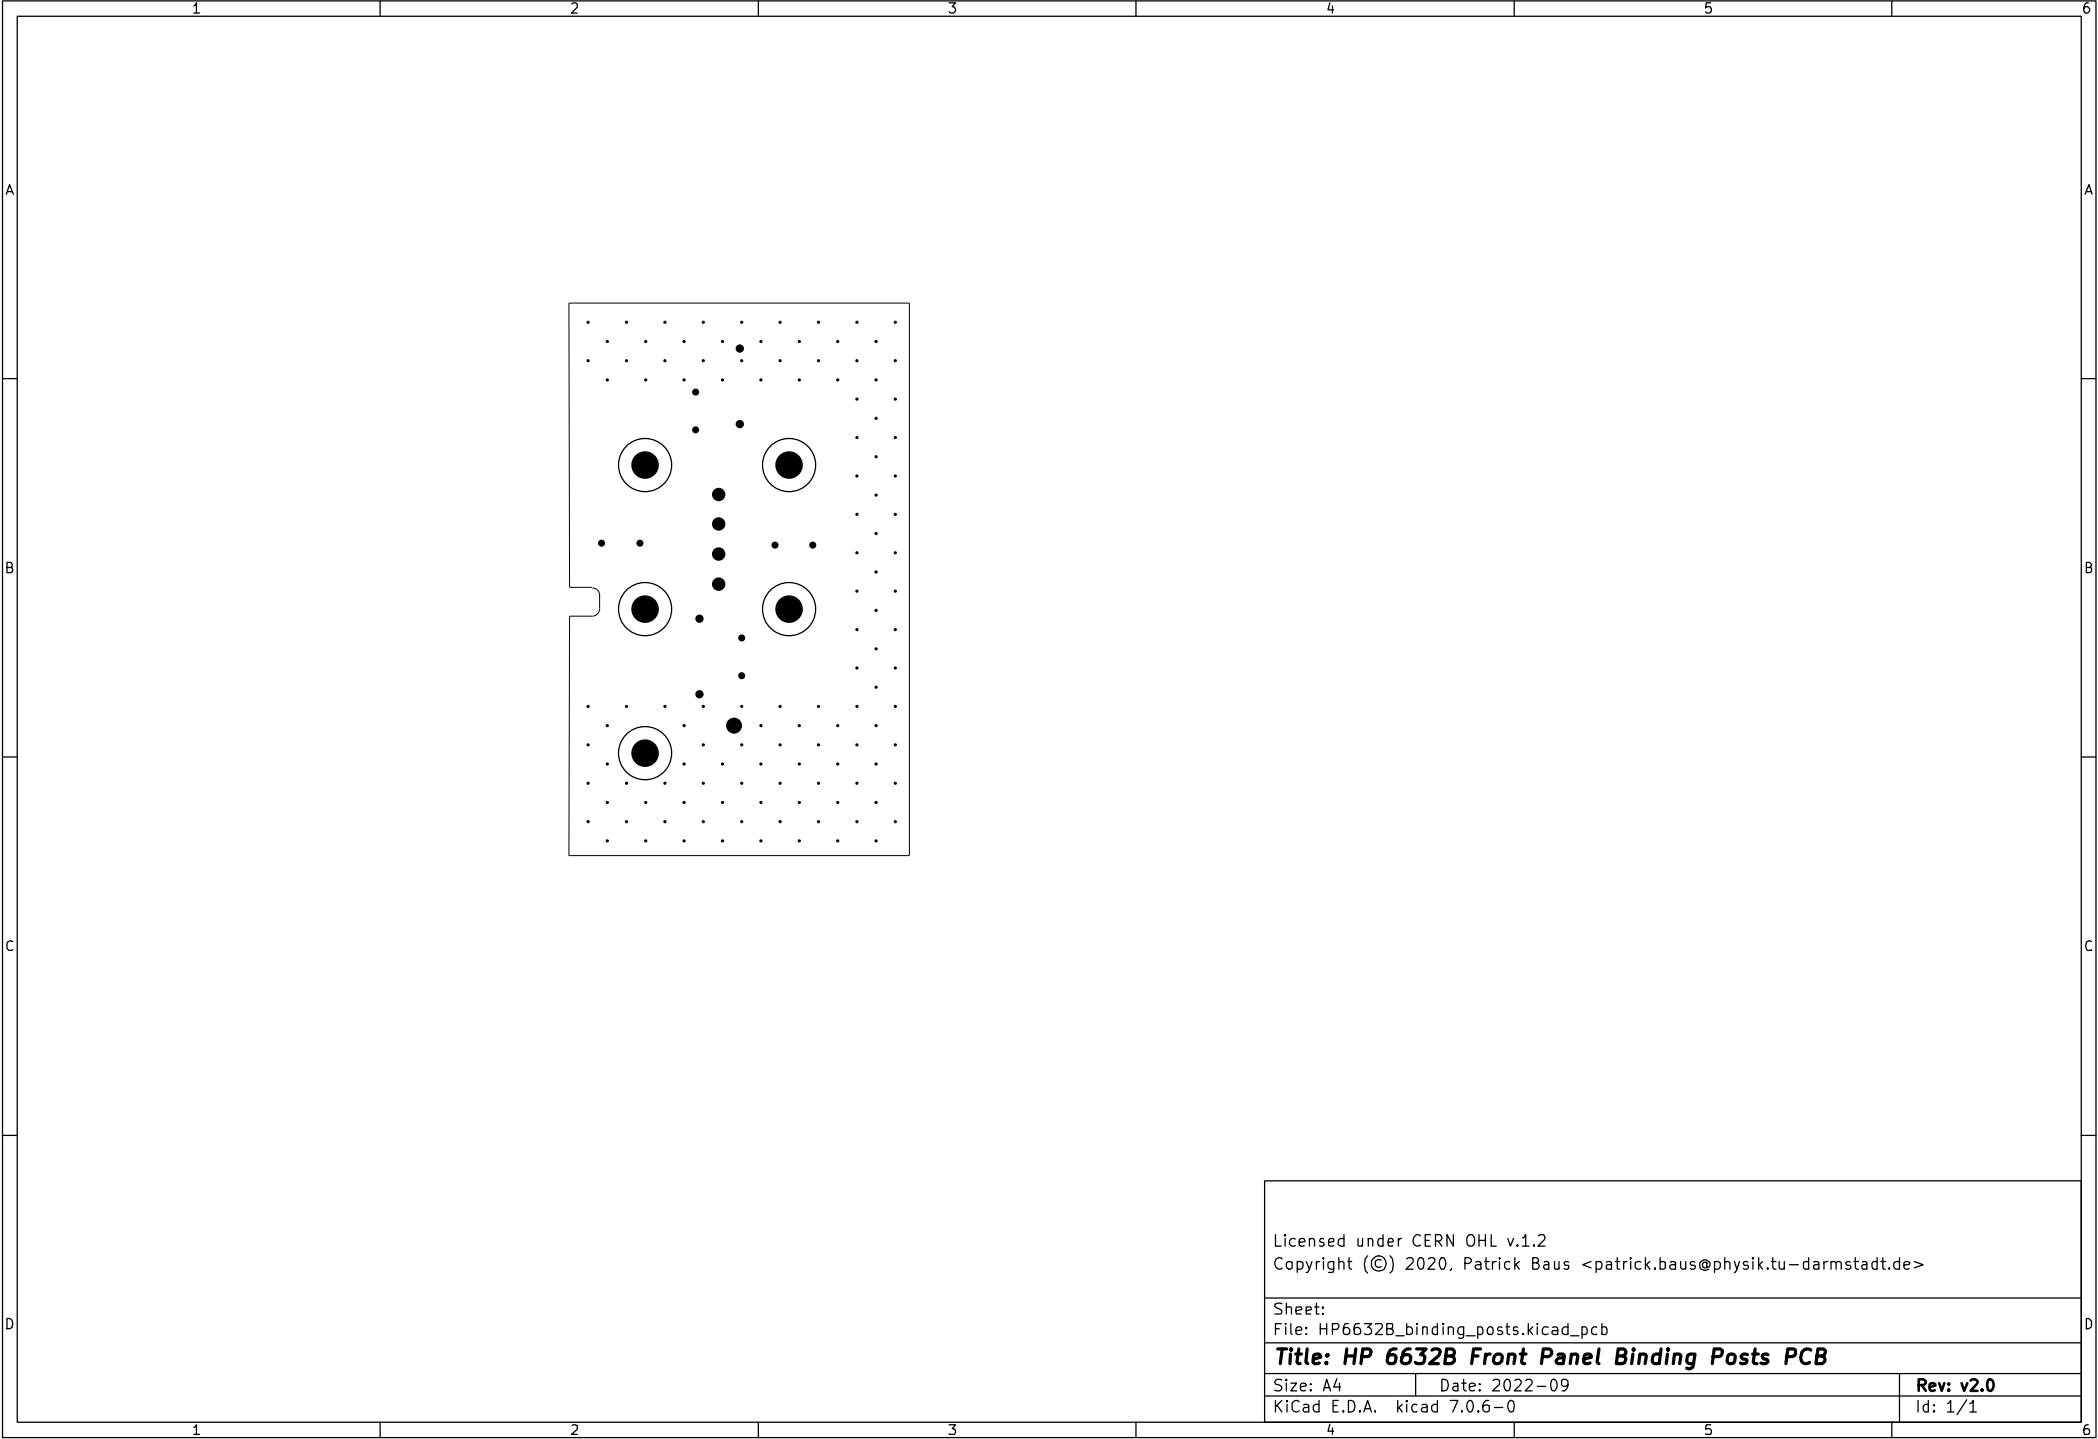 1 2 3 4 5 6
A A
B B
C C
Licensed under CERN OHL v.1.2
Copyright (©) 2020, Patrick Baus <patrick.baus@physik.tu-darmstadt.de>
Sheet:
D D
File: HP6632B_binding_posts.kicad_pcb
Title: HP 6632B Front Panel Binding Posts PCB
Size: A4 Date: 2022-09 Rev: v2.0
KiCad E.D.A. kicad 7.0.6-0 Id: 1/1
1 2 3 4 5 6